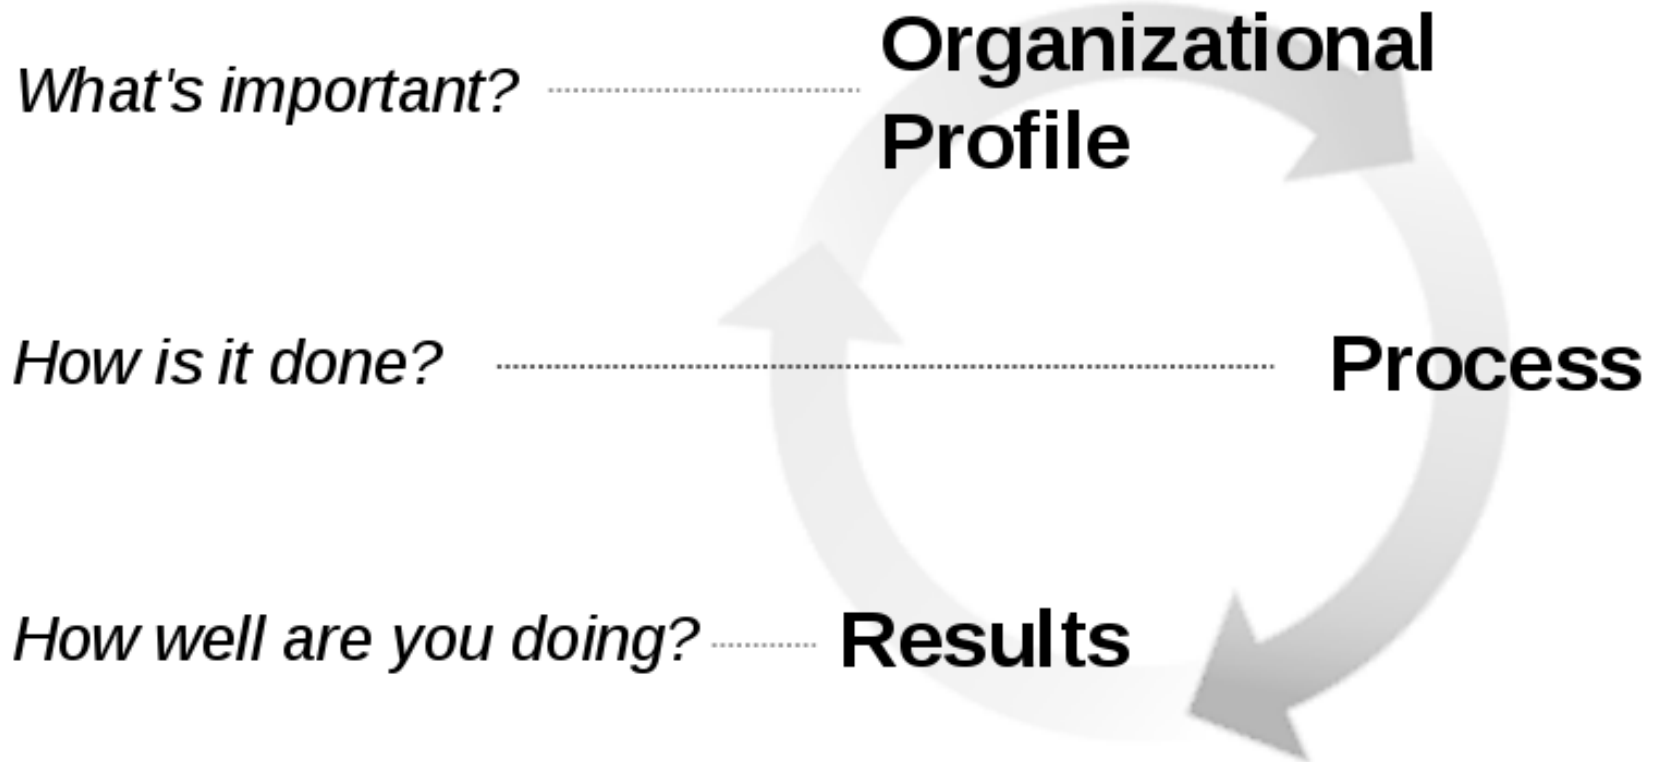 What's important?
Organizational
Profile
How is it done?
Process
How well are you doing?
Results